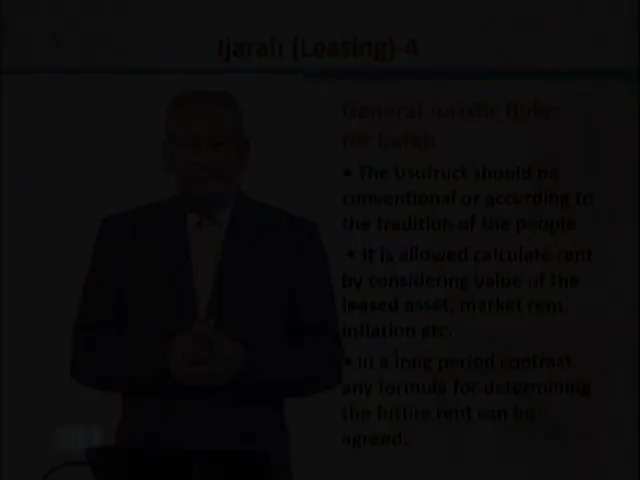 Ijarah (Leasing)-4
General Juristic Rules
for Ijarah
• The usufruct should be
conventional or according to
the tradition of the people
• It is allowed calculate rent
by considering value of the
leased asset, market rent
inflation etc.
• In a long period contract
any formula for determining
the future rent can be
agreed.